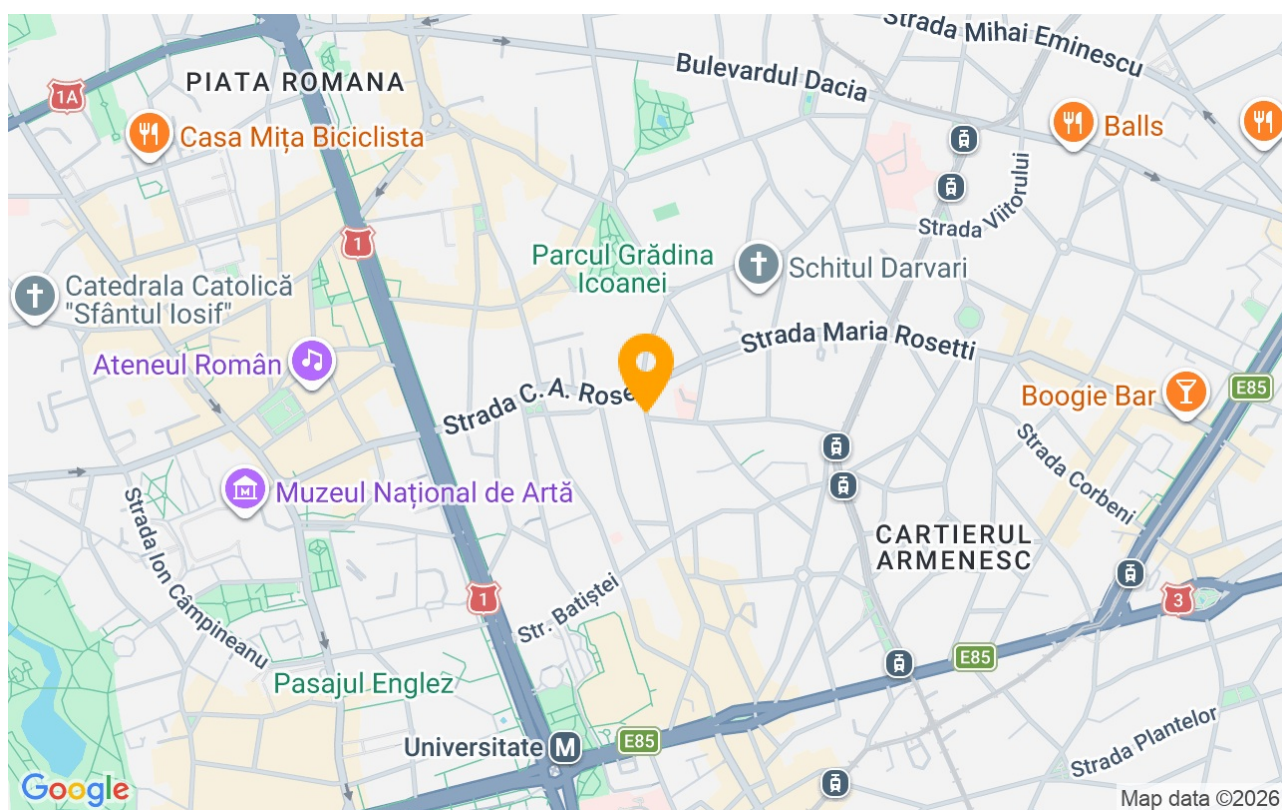 Strada Mihai Eminescu
Bulevardul Dacia
PIATA ROMANA
1A
Casa Mița Biciclista
Balls
Strada Viitorului
1
Parcul Grădina
Icoanei
Schitul Darvari
Catedrala Catolică
"Sfântul Iosif"
Strada Maria Rosetti
Ateneul Român
Strada C. A. Rose
Boogie Bar
E85
Muzeul Național de Artă
Strada Corbeni
Strada Ion Câmpineanu
CARTIERUL
ARMENESC
1
Str. Batiștei
3
E85
Pasajul Englez
Universitate
M
E85
Strada Plantelor
Google
Map data ©2026